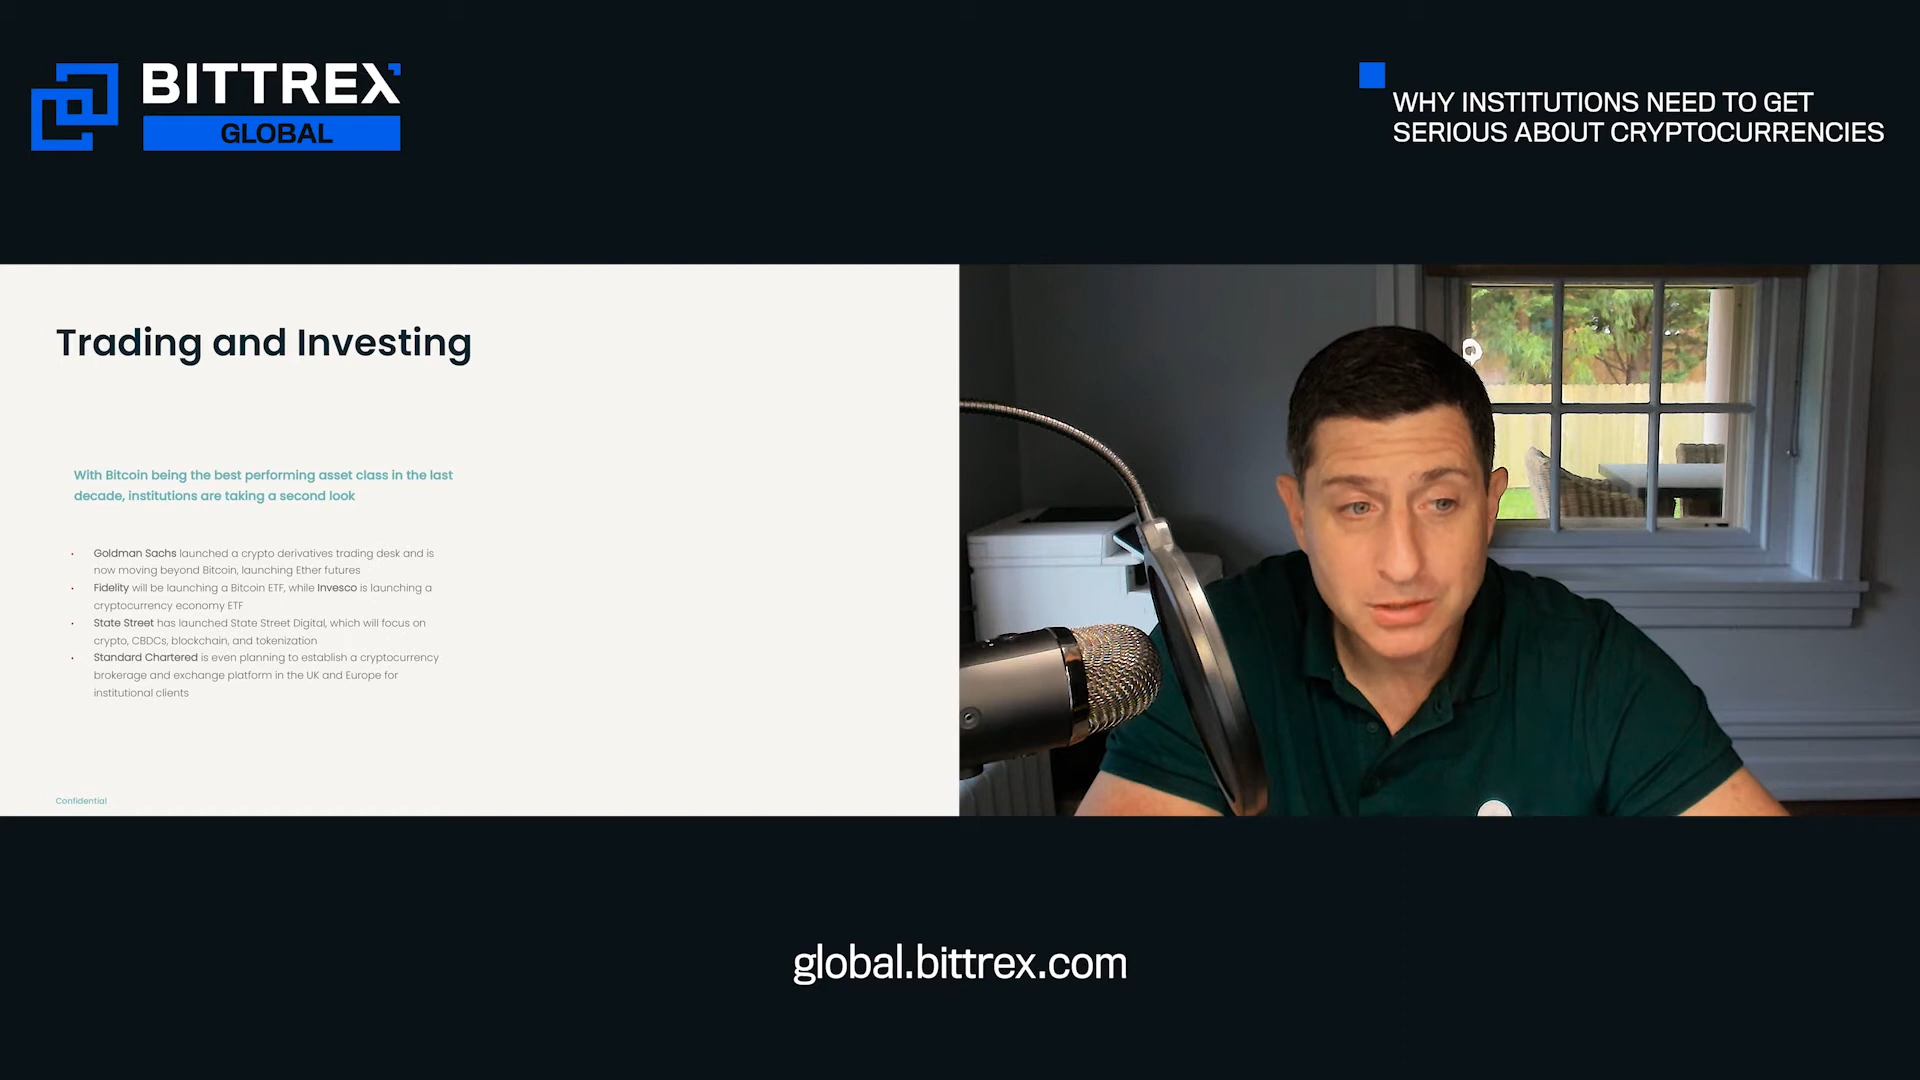 BITTREX
GLOBAL
WHY INSTITUTIONS NEED TO GET
SERIOUS ABOUT CRYPTOCURRENCIES
Trading and Investing
With Bitcoin being the best performing asset class in the last
decade, institutions are taking a second look
• Goldman Sachs launched a crypto derivatives trading desk and is
now moving beyond Bitcoin, launching Ether futures
• Fidelity will be launching a Bitcoin ETF, while Invesco is launching a
cryptocurrency economy ETF
• State Street has launched State Street Digital, which will focus on
crypto, CBDCs, blockchain, and tokenization
• Standard Chartered is even planning to establish a cryptocurrency
brokerage and exchange platform in the UK and Europe for
institutional clients
Confidential
global.bittrex.com